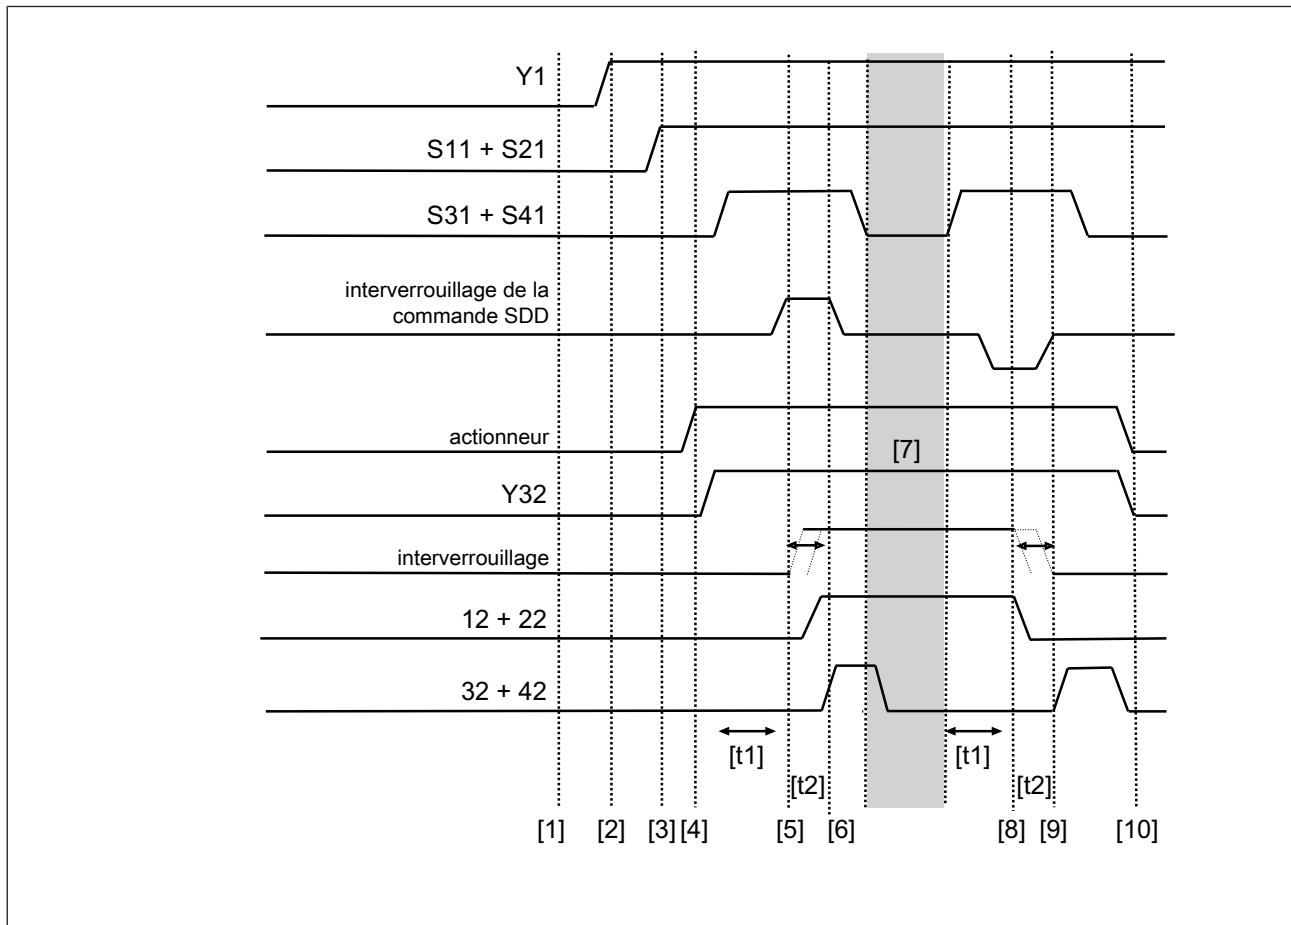 Y1
S11 + S21
S31 + S41
interverrouillage de la
commande SDD
actionneur
[7]
Y32
interverrouillage
12 + 22
32 + 42
[t1]
[t1]
[t2]
[t2]
[1]
[2]
[3]
[4]
[5]
[6]
[8]
[9]
[10]